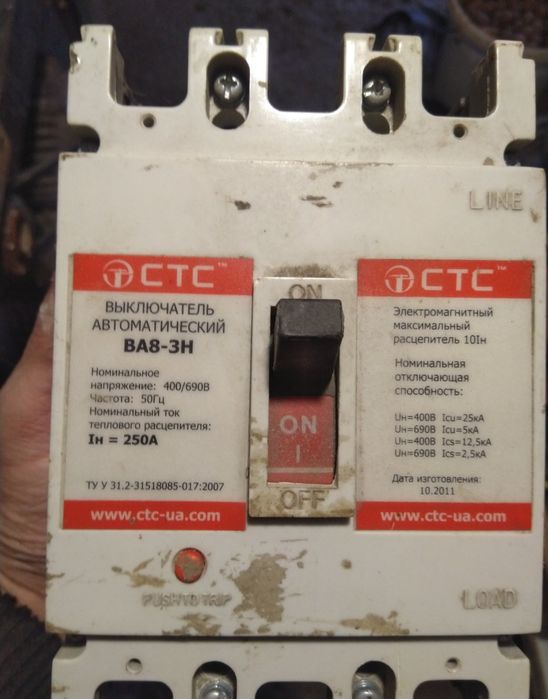 LINE
CTC™
ВЫКЛЮЧАТЕЛЬ
АВТОМАТИЧЕСКИЙ
ВА8-3Н
Номинальное
напряжение: 400/690В
Частота: 50Гц
Номинальный ток
теплового расцепителя:
Iн = 250А
ТУ У 31.2-31518085-017:2007
www.ctc-ua.com
ON
ON
I
OFF
CTC™
Электромагнитный
максимальный
расцепитель 10Iн
Номинальная
отключающая
способность:
Uн=400В Icu=25кА
Uн=690В Icu=5кА
Uн=400В Ics=12,5кА
Uн=690В Ics=2,5кА
Дата изготовления:
10.2011
www.ctc-ua.com
PUSH TO TRIP
LOAD